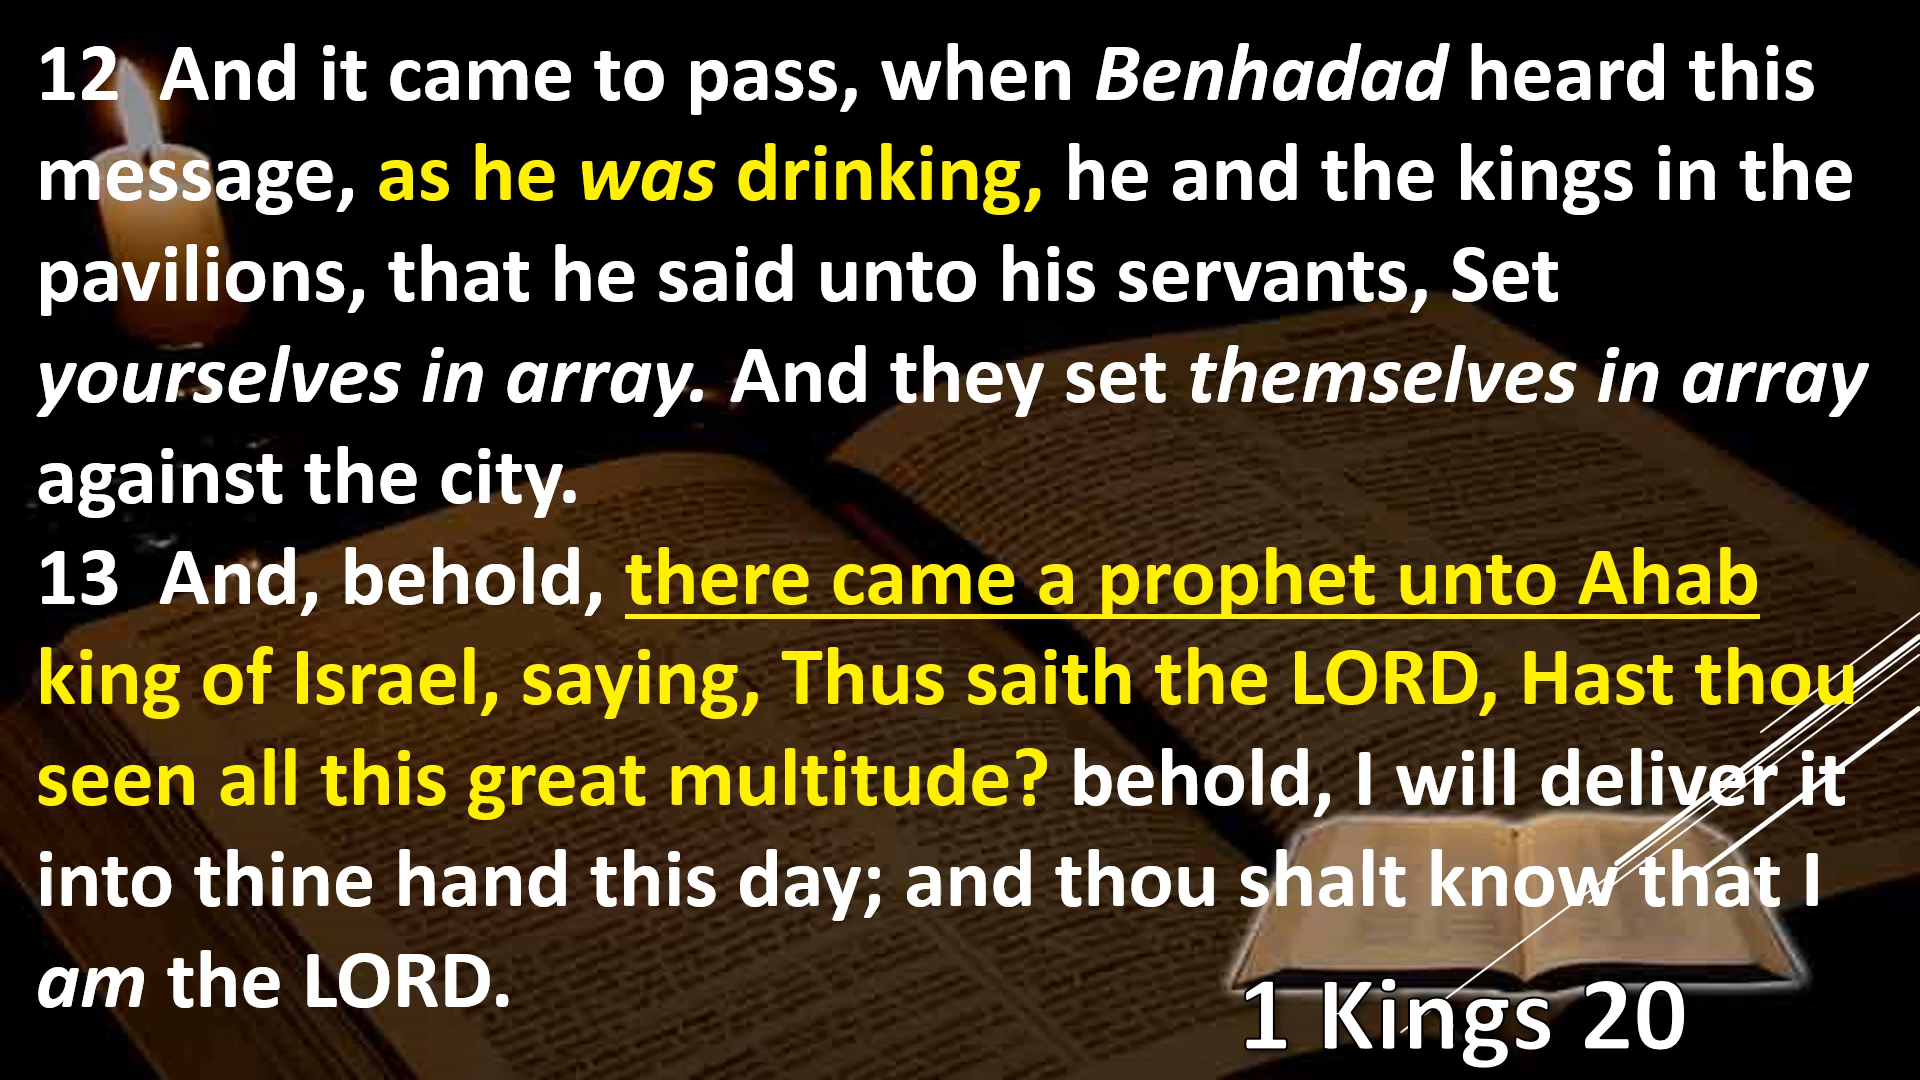 12 And it came to pass, when Benhadad heard this
message, as he was drinking, he and the kings in the
pavilions, that he said unto his servants, Set
yourselves in array. And they set themselves in array
against the city.
13 And, behold, there came a prophet unto Ahab
king of Israel, saying, Thus saith the LORD, Hast thou
seen all this great multitude? behold, I will deliver it
into thine hand this day; and thou shalt know that I
am the LORD.
1 Kings 20